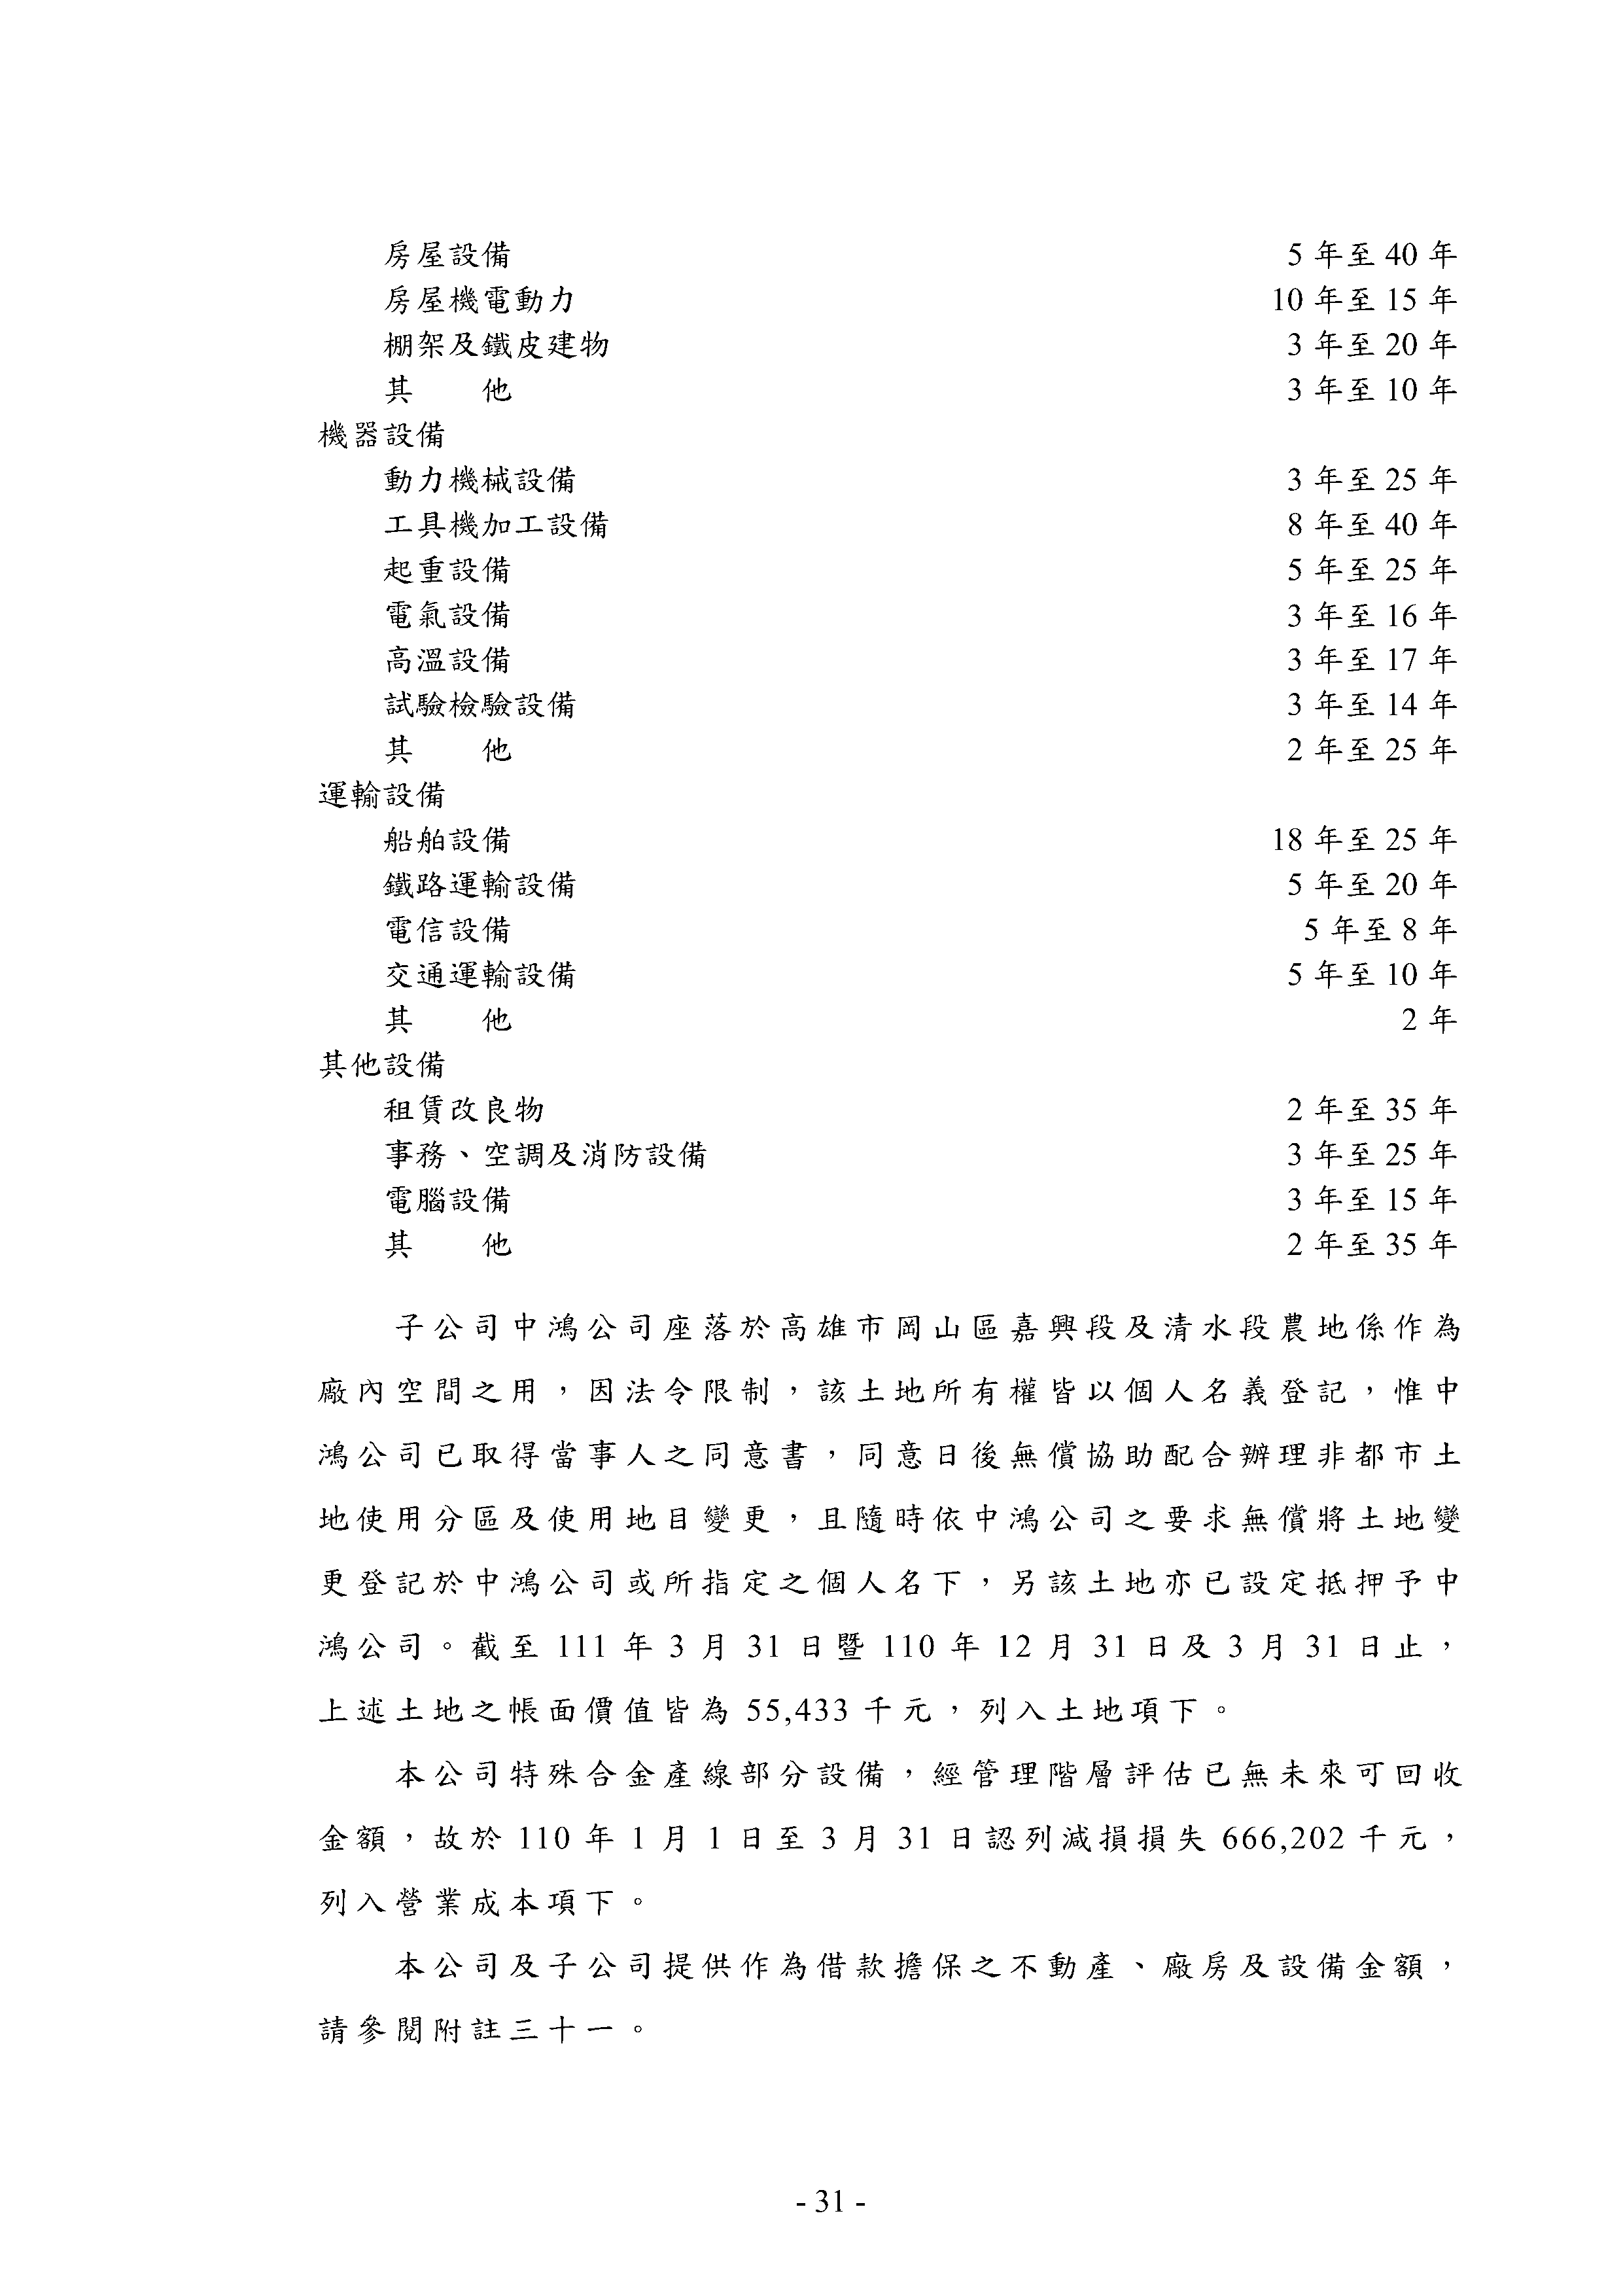 房屋設備 5 年至 40 年
房屋機電動力 10 年至 15 年
棚架及鐵皮建物 3 年至 20 年
其　　他 3 年至 10 年
機器設備
動力機械設備 3 年至 25 年
工具機加工設備 8 年至 40 年
起重設備 5 年至 25 年
電氣設備 3 年至 16 年
高溫設備 3 年至 17 年
試驗檢驗設備 3 年至 14 年
其　　他 2 年至 25 年
運輸設備
船舶設備 18 年至 25 年
鐵路運輸設備 5 年至 20 年
電信設備 5 年至 8 年
交通運輸設備 5 年至 10 年
其　　他 2 年
其他設備
租賃改良物 2 年至 35 年
事務、空調及消防設備 3 年至 25 年
電腦設備 3 年至 15 年
其　　他 2 年至 35 年
子公司中鴻公司座落於高雄市岡山區嘉興段及清水段農地係作為
廠內空間之用，因法令限制，該土地所有權皆以個人名義登記，惟中
鴻公司已取得當事人之同意書，同意日後無償協助配合辦理非都市土
地使用分區及使用地目變更，且隨時依中鴻公司之要求無償將土地變
更登記於中鴻公司或所指定之個人名下，另該土地亦已設定抵押予中
鴻公司。截至 111 年 3 月 31 日暨 110 年 12 月 31 日及 3 月 31 日止，
上述土地之帳面價值皆為 55,433 千元，列入土地項下。
本公司特殊合金產線部分設備，經管理階層評估已無未來可回收
金額，故於 110 年 1 月 1 日至 3 月 31 日認列減損損失 666,202 千元，
列入營業成本項下。
本公司及子公司提供作為借款擔保之不動產、廠房及設備金額，
請參閱附註三十一。
- 31 -